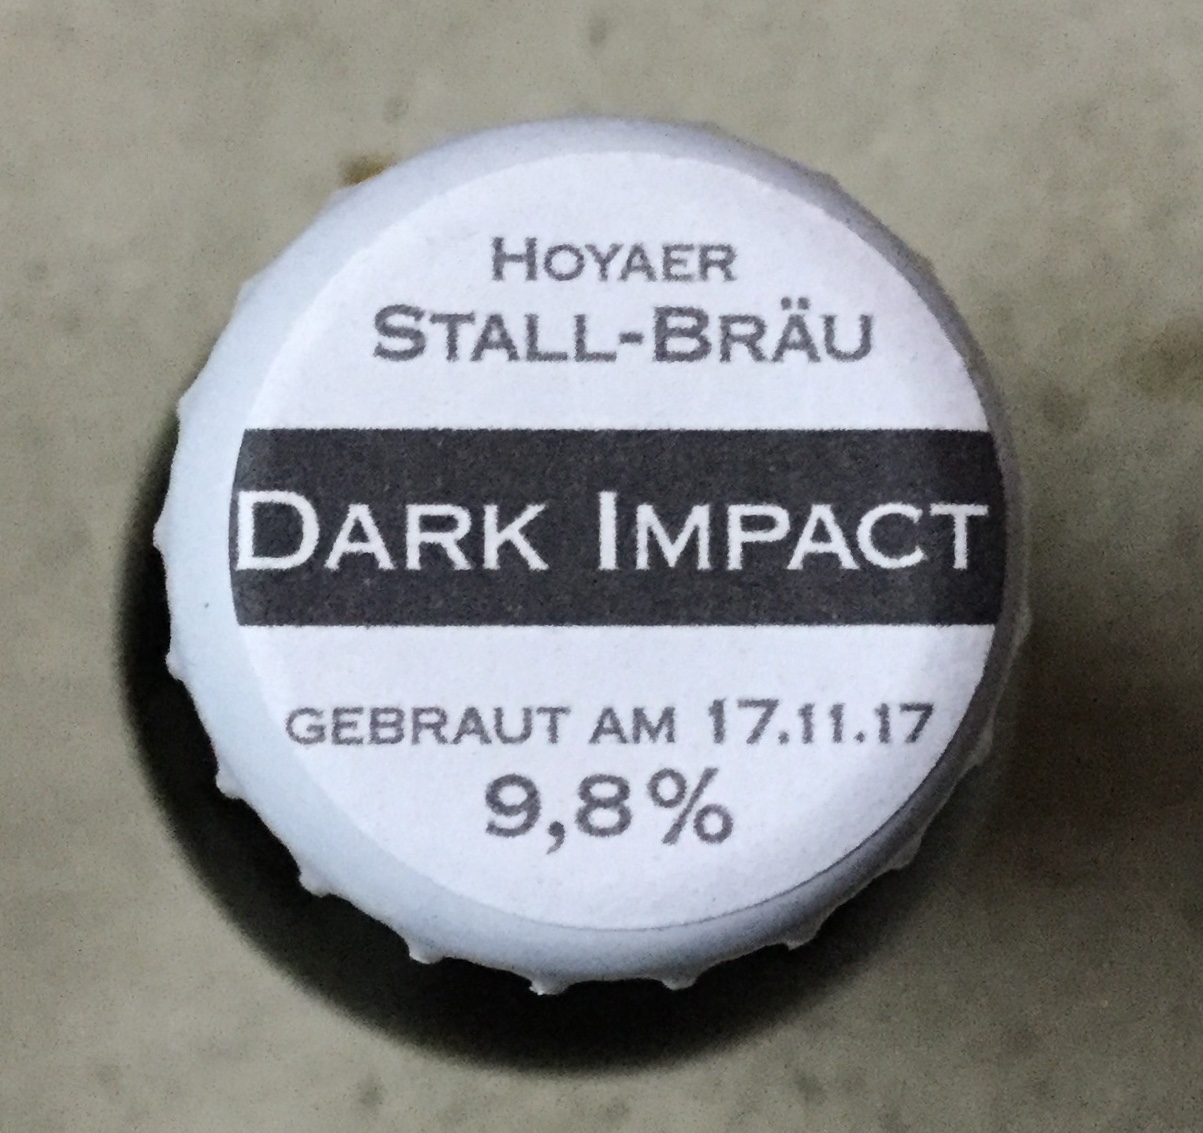 HOYAER
STALL-BRÄU
DARK IMPACT
GEBRAUT AM 17.11.17
9,8%